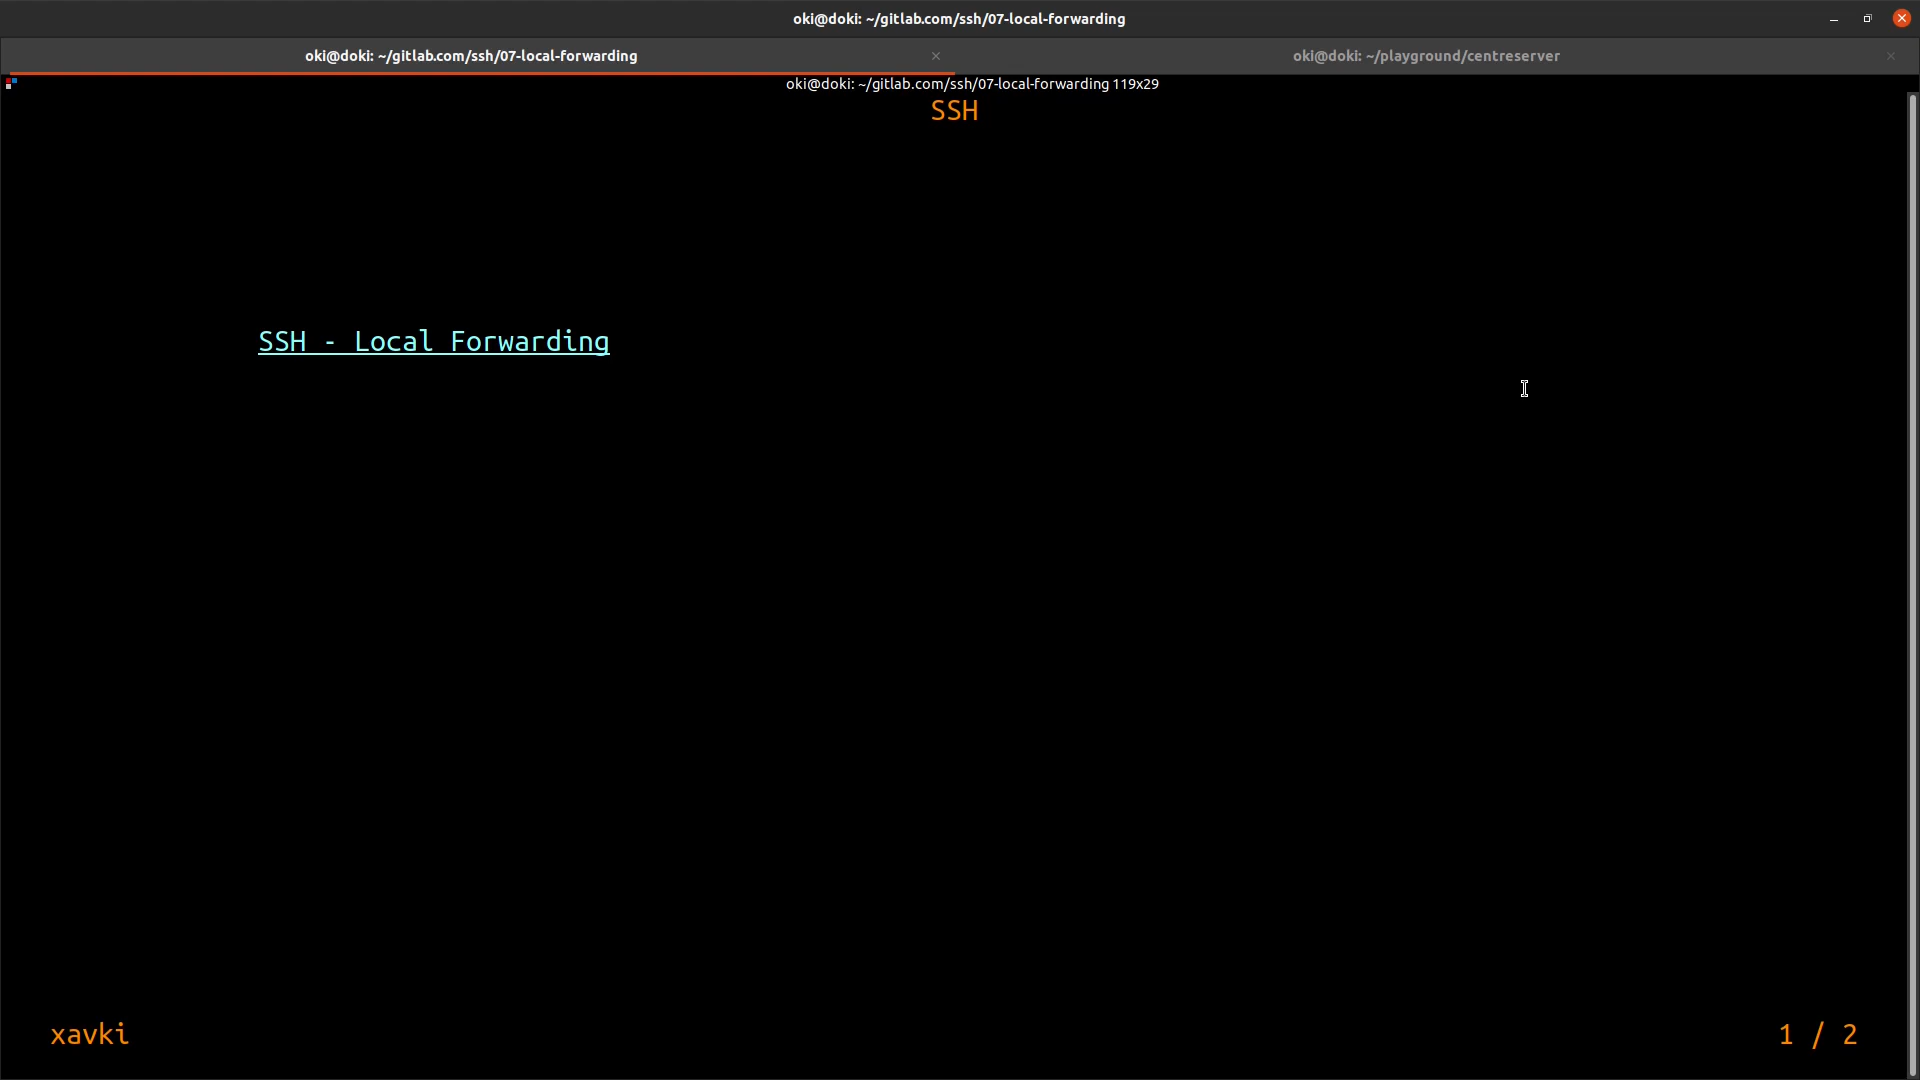 oki@doki: ~/gitlab.com/ssh/07-local-forwarding
oki@doki: ~/gitlab.com/ssh/07-local-forwarding
oki@doki: ~/playground/centreserver
oki@doki: ~/gitlab.com/ssh/07-local-forwarding 119x29
SSH
SSH - Local Forwarding
xavki
1 / 2